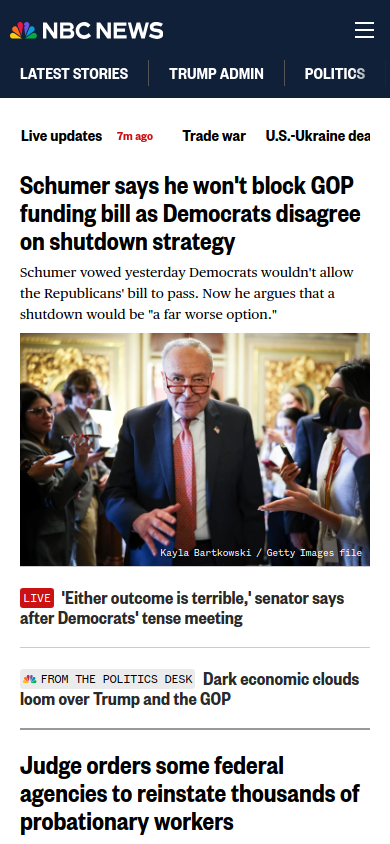 NBC NEWS
LATEST STORIES
TRUMP ADMIN
POLITICS
Live updates
7m ago
Trade war
U.S.-Ukraine dea
Schumer says he won't block GOP
funding bill as Democrats disagree
on shutdown strategy
Schumer vowed yesterday Democrats wouldn't allow
the Republicans' bill to pass. Now he argues that a
shutdown would be "a far worse option."
Kayla Bartkowski / Getty Images file
LIVE 'Either outcome is terrible,' senator says
after Democrats' tense meeting
FROM THE POLITICS DESK Dark economic clouds
loom over Trump and the GOP
Judge orders some federal
agencies to reinstate thousands of
probationary workers